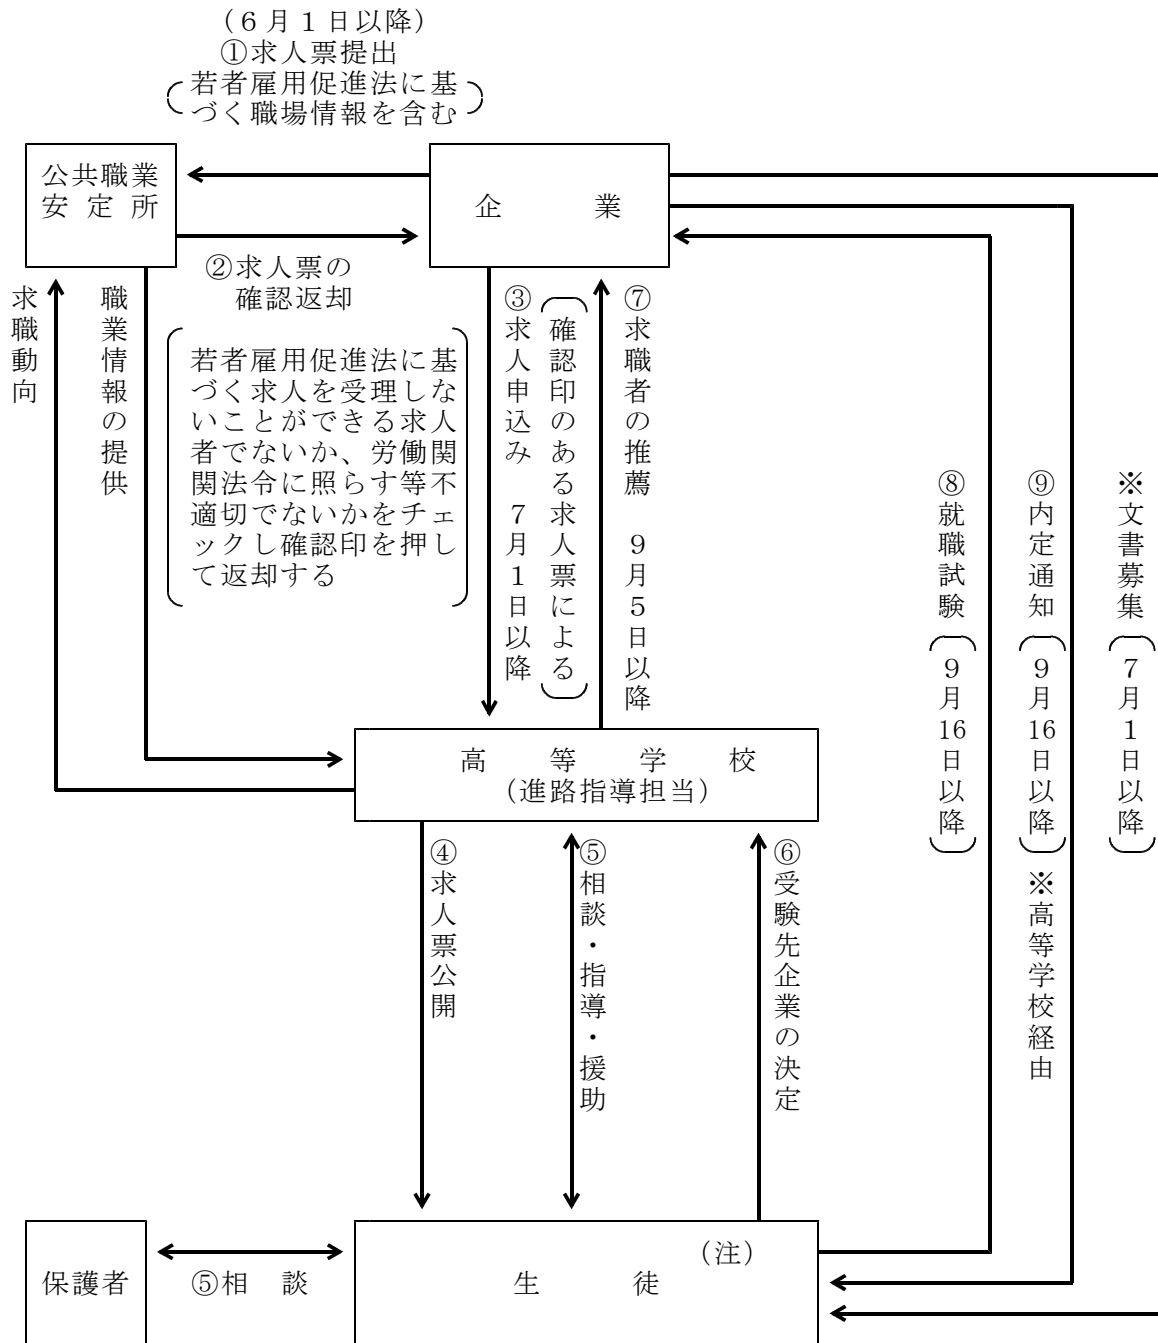 (6月1日以降)
①求人票提出
若者雇用促進法に基
づく職場情報を含む
公共職業
安定所
企業
②求人票の
確認返却
若者雇用促進法に基
づく求人を受理しな
いことができる求人
者でないか、労働関
関法令に照らす等不
適切でないかをチェ
ックし確認印を押し
て返却する
求職動向
職業情報の提供
③求人申込み 7月1日以降
(確認印のある求人票による)
⑦求職者の推薦 9月5日以降
⑧就職試験(9月16日以降)
⑨内定通知(9月16日以降)※高等学校経由
※文書募集(7月1日以降)
高等学校
(進路指導担当)
④求人票公開
⑤相談・指導・援助
⑥受験先企業の決定
保護者
⑤相 談
(注)
生徒